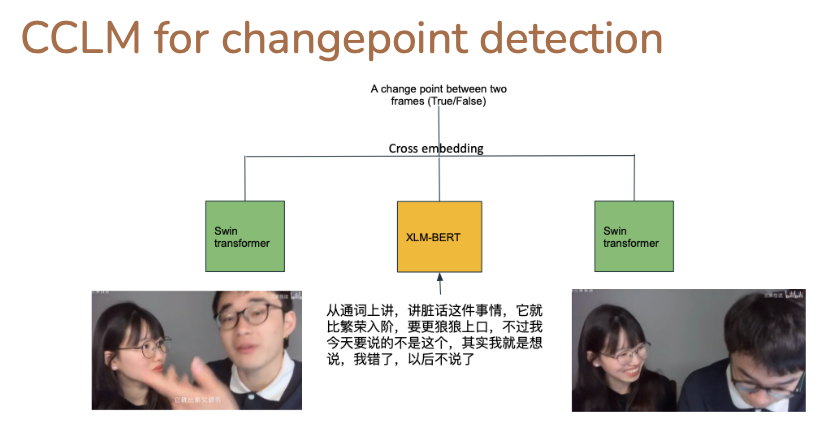 CCLM for changepoint detection
A change point between two
frames (True/False)
Cross embedding
Swin
transformer
XLM-BERT
Swin
transformer
从通词上讲，讲脏话这件事情，它就
比繁荣入阶，要更狼狼上口，不过我
今天要说的不是这个，其实我就是想
说，我错了，以后不说了